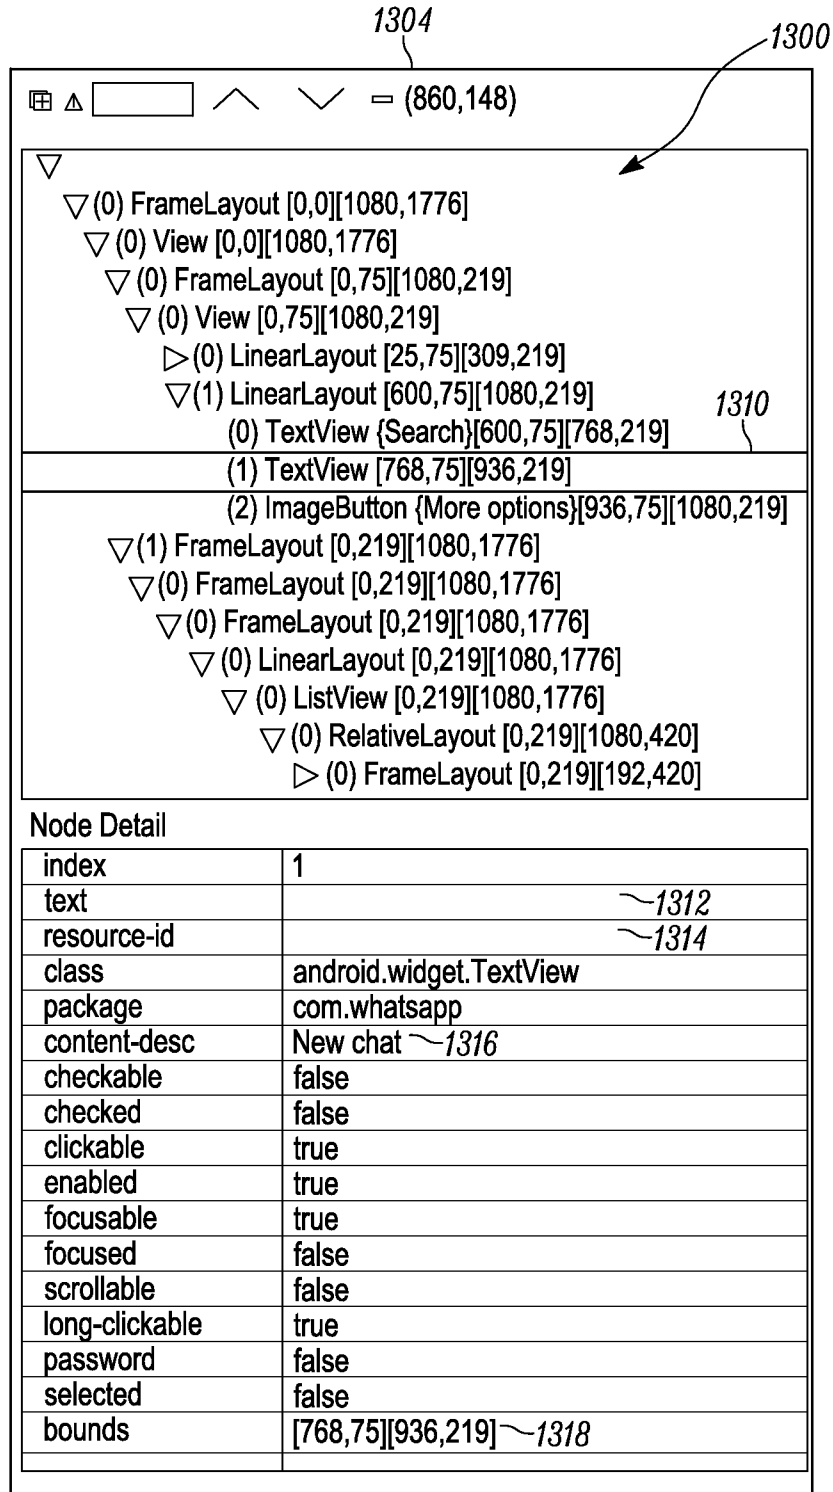 1304
1300
(860,148)
(0) FrameLayout [0,0][1080,1776]
(0) View [0,0][1080,1776]
(0) FrameLayout [0,75][1080,219]
(0) View [0,75][1080,219]
(0) LinearLayout [25,75][309,219]
(1) LinearLayout [600,75][1080,219]
1310
(0) TextView {Search}[600,75][768,219]
(1) TextView [768,75][936,219]
(2) ImageButton {More options}[936,75][1080,219]
(1) FrameLayout [0,219][1080,1776]
(0) FrameLayout [0,219][1080,1776]
(0) FrameLayout [0,219][1080,1776]
(0) LinearLayout [0,219][1080,1776]
(0) ListView [0,219][1080,1776]
(0) RelativeLayout [0,219][1080,420]
(0) FrameLayout [0,219][192,420]
Node Detail
index 1
text 1312
resource-id 1314
class android.widget.TextView
package com.whatsapp
content-desc New chat 1316
checkable false
checked false
clickable true
enabled true
focusable true
focused false
scrollable false
long-clickable true
password false
selected false
bounds [768,75][936,219] 1318